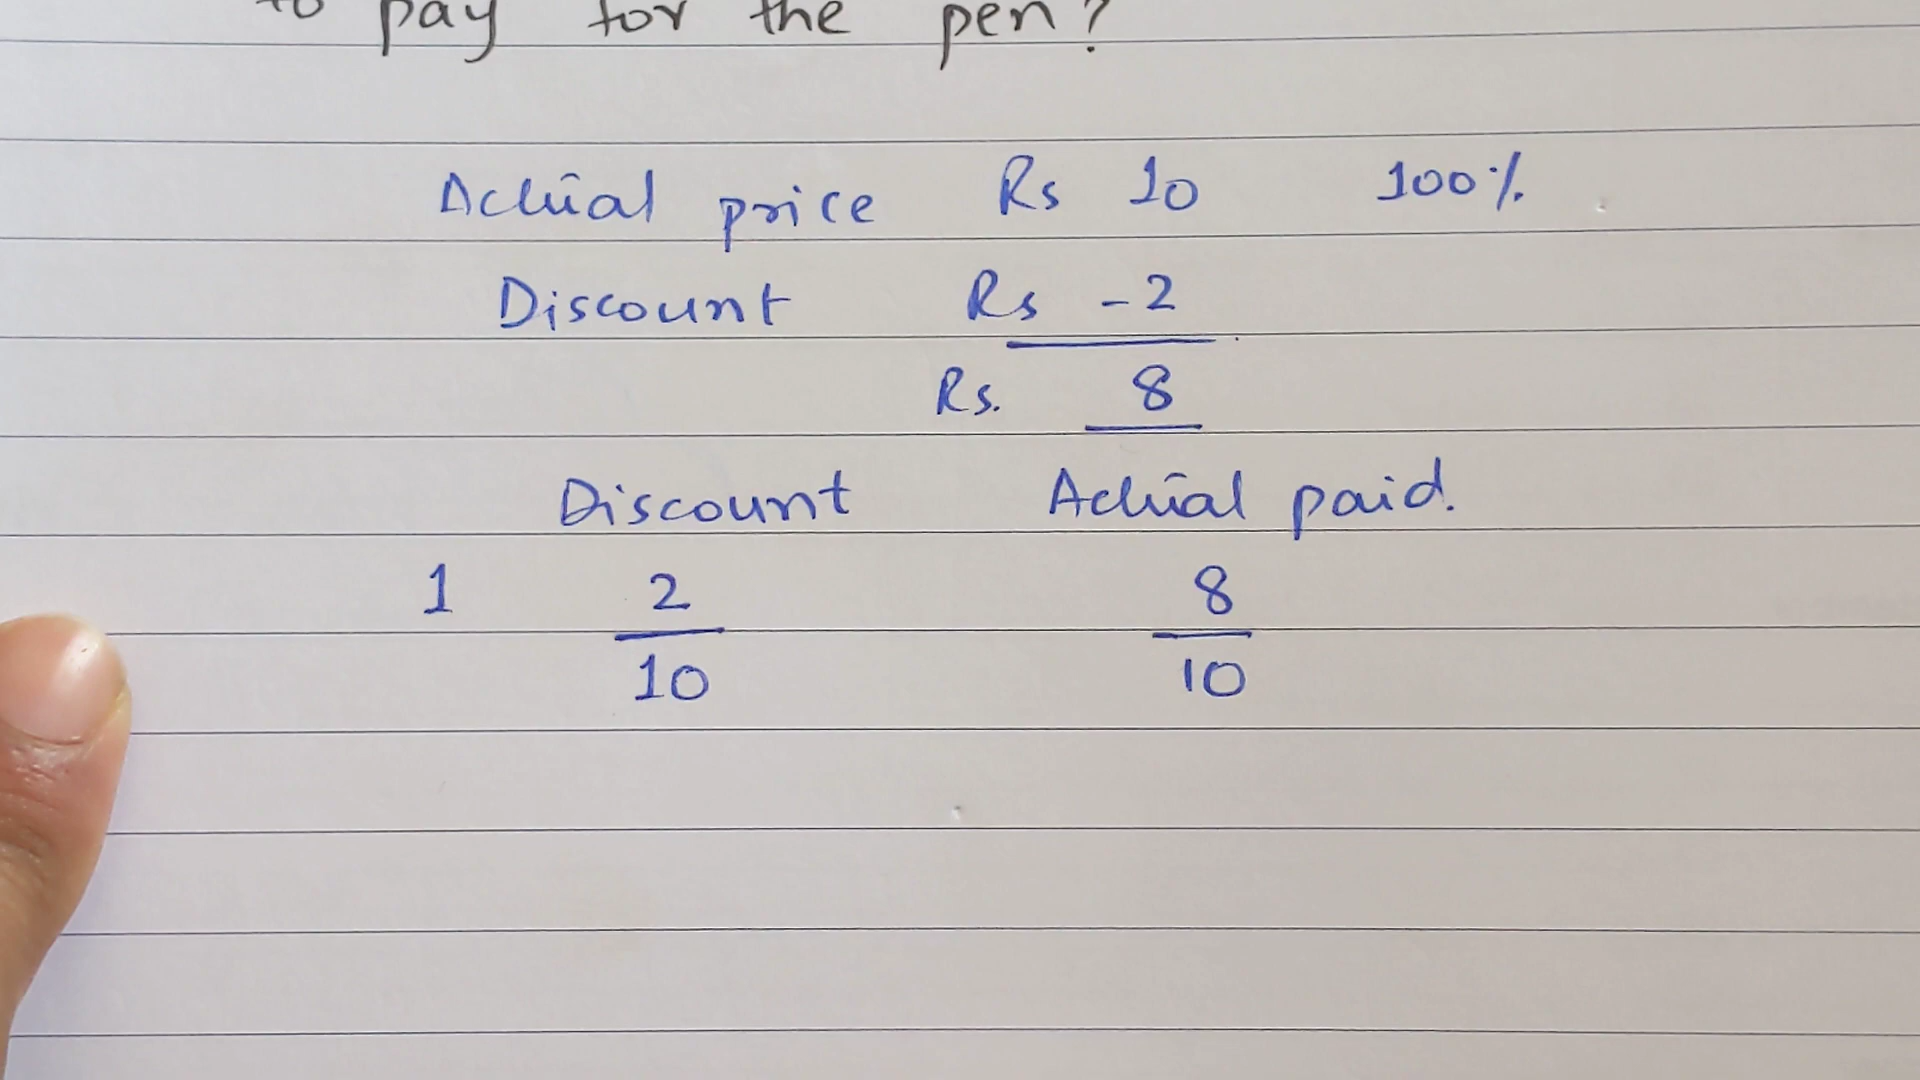 to pay for the pen?
Actual price Rs 10 100%
Discount Rs -2
Rs. 8
Discount Actual paid.
1 2/10 8/10